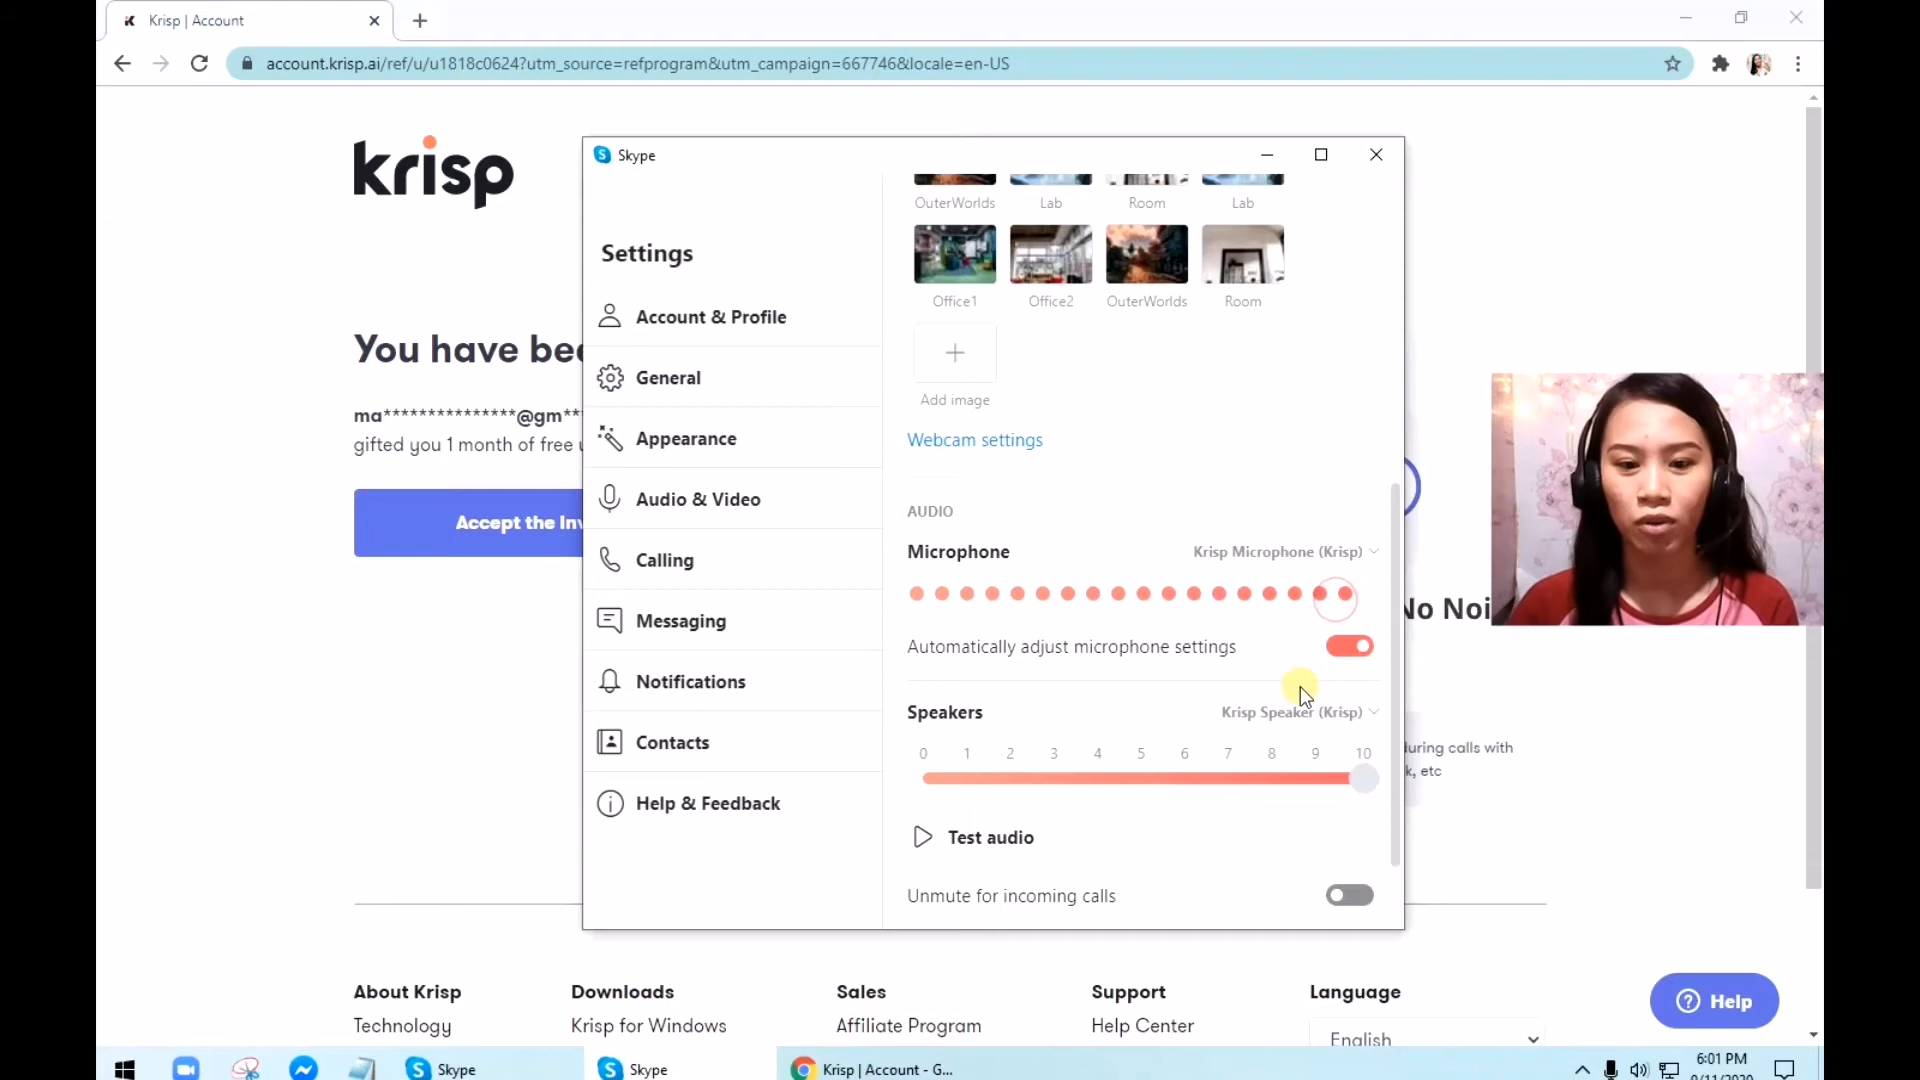 Krisp | Account
account.krisp.ai/ref/u/u1818c0624?utm_source=refprogram&utm_campaign=667746&locale=en-US
krisp
You have
ma***************@gm**
gifted you 1 month of free
Accept the
Skype
Settings
Account & Profile
General
Appearance
Audio & Video
Calling
Messaging
Notifications
Contacts
Help & Feedback
OuterWorlds Lab Room Lab
Office1 Office2 OuterWorlds Room
Add image
Webcam settings
AUDIO
Microphone Krisp Microphone (Krisp)
Automatically adjust microphone settings
Speakers Krisp Speaker (Krisp)
0 1 2 3 4 5 6 7 8 9 10
Test audio
Unmute for incoming calls
No
during calls with
etc
About Krisp Downloads Sales Support Language
Technology Krisp for Windows Affiliate Program Help Center English
Help
Skype Skype Krisp | Account - G...
6:01 PM